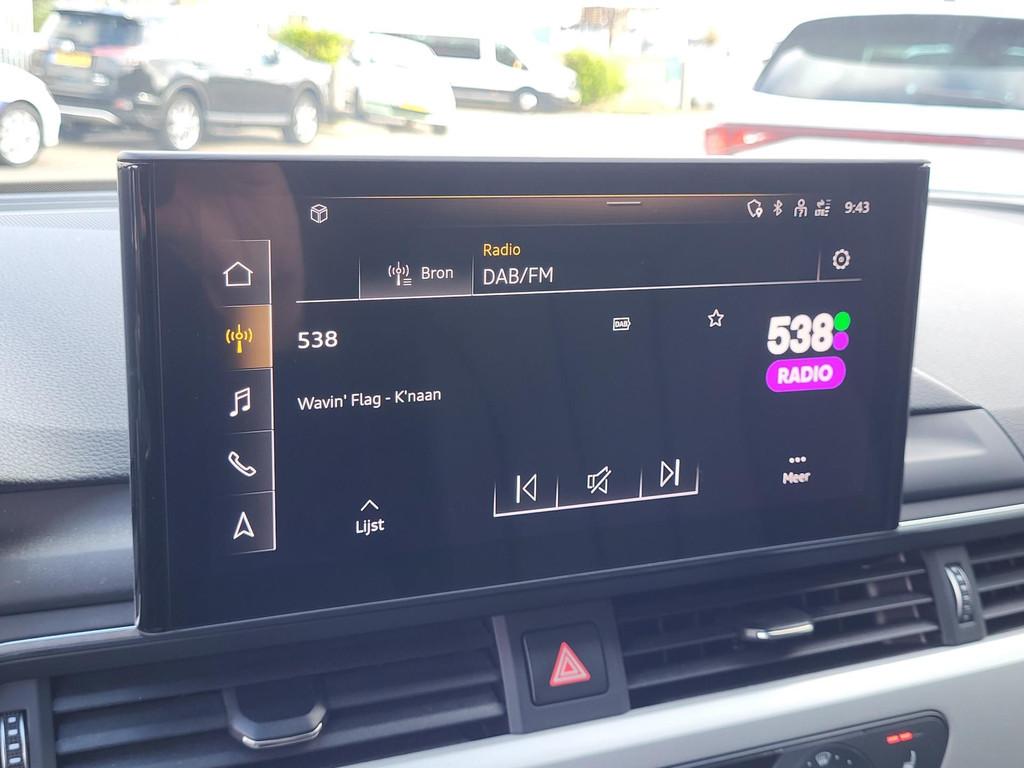 9:43
Radio
Bron
DAB/FM
538
DAB
538
RADIO
Wavin' Flag - K'naan
Meer
Lijst